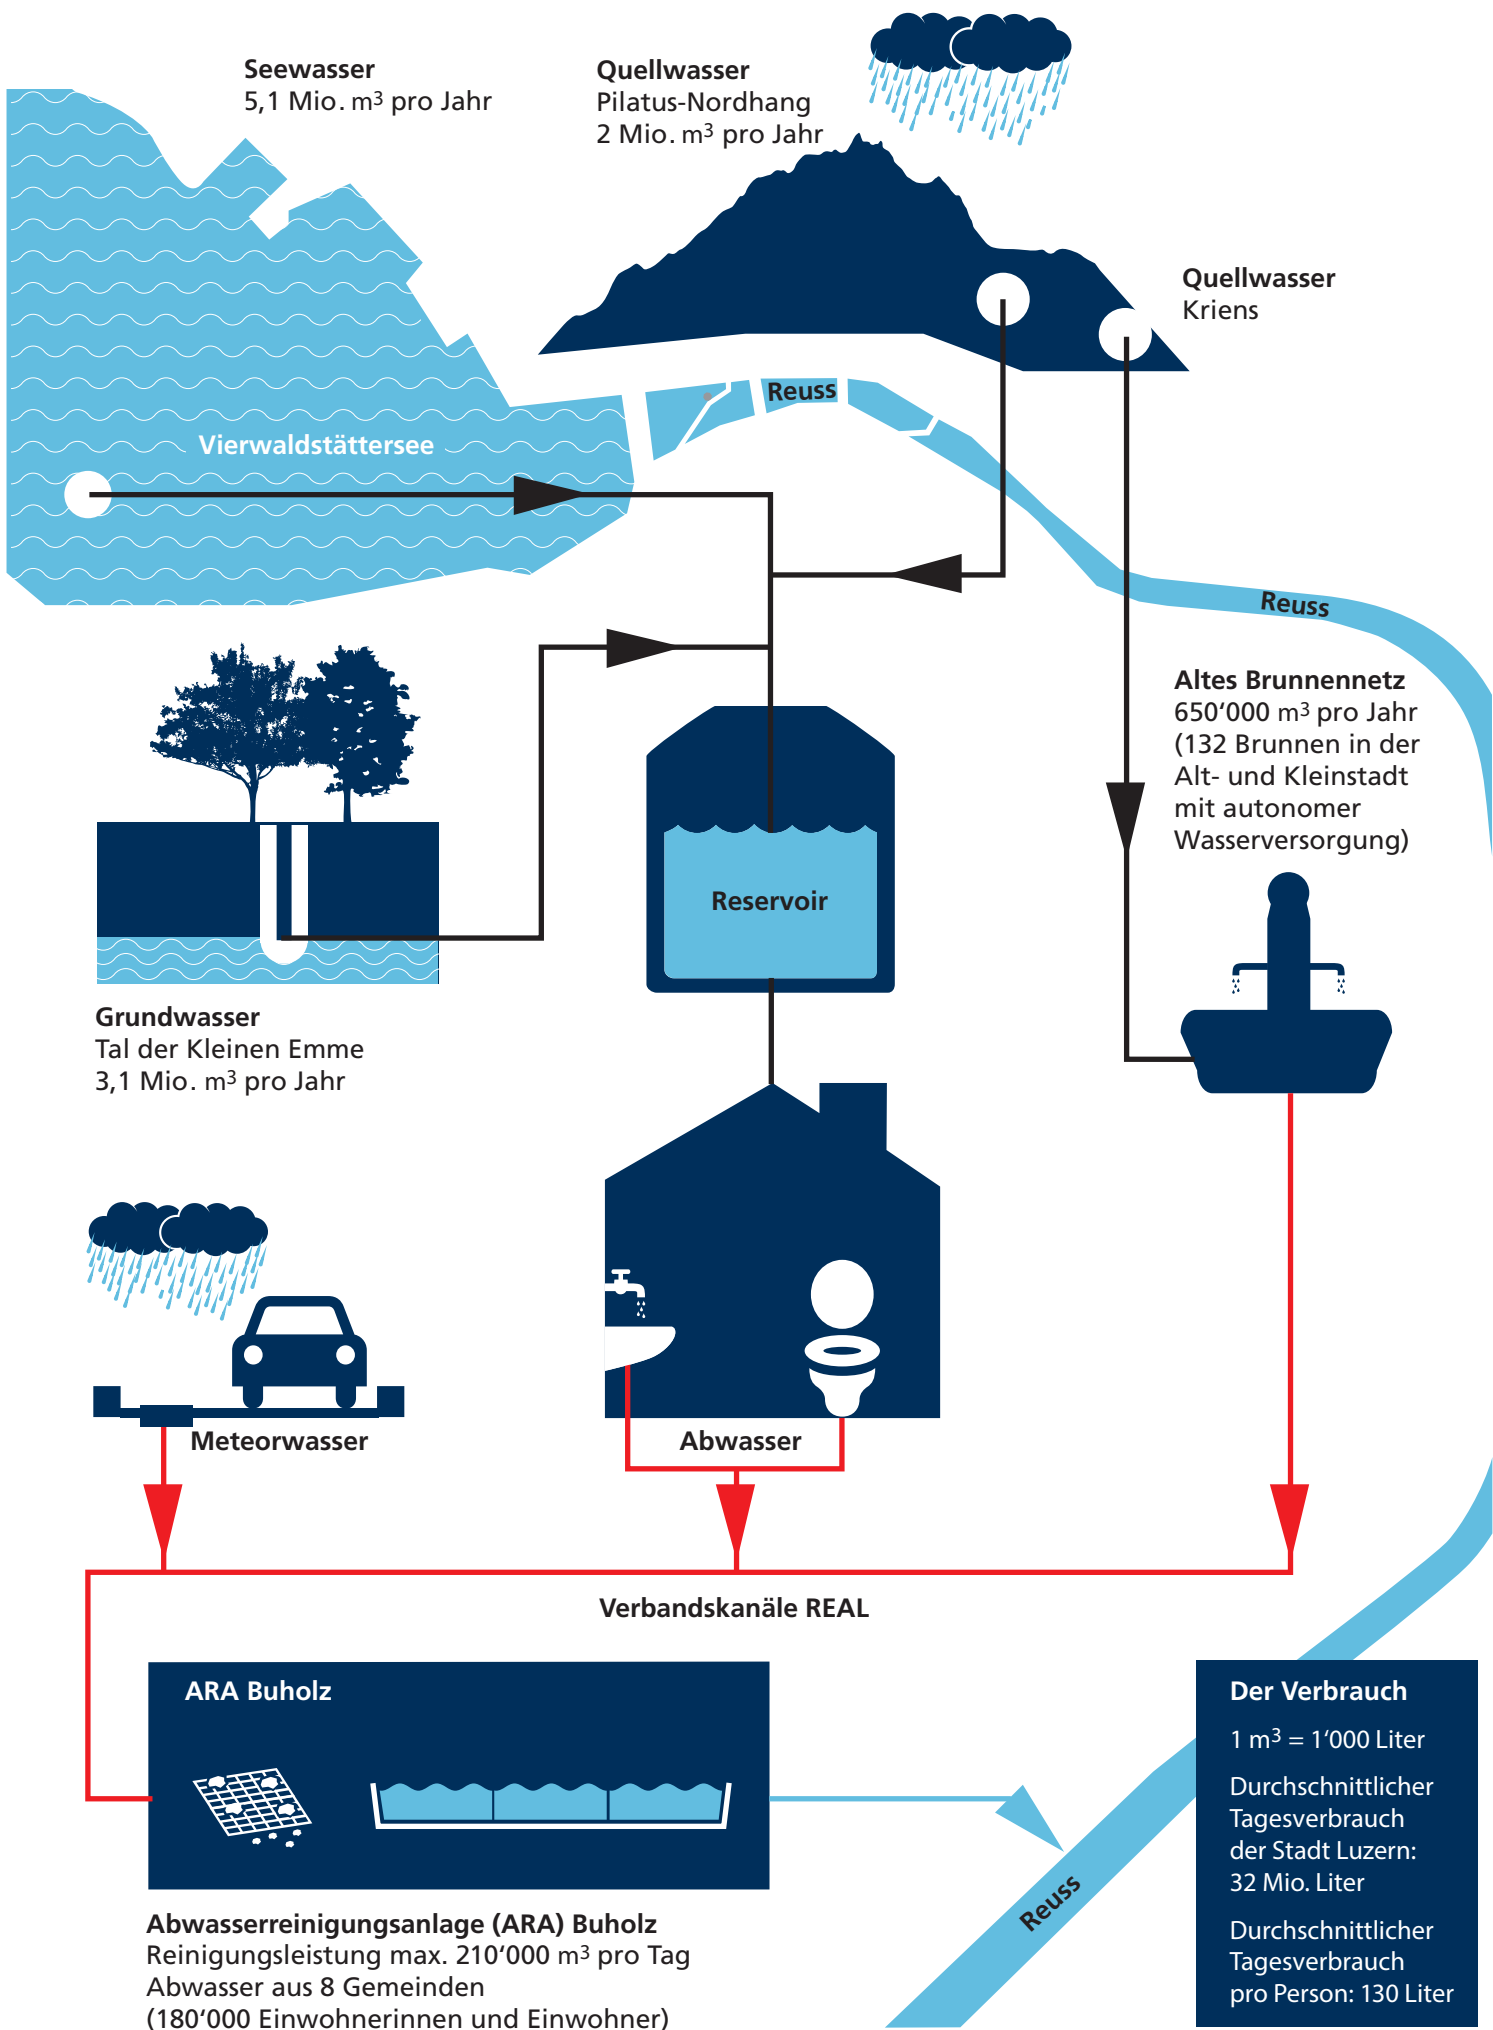 Seewasser
5,1 Mio. m³ pro Jahr
Quellwasser
Pilatus-Nordhang
2 Mio. m³ pro Jahr
Quellwasser
Kriens
Reuss
Vierwaldstättersee
Reuss
Altes Brunnennetz
650‘000 m³ pro Jahr
(132 Brunnen in der
Alt- und Kleinstadt
mit autonomer
Wasserversorgung)
Reservoir
Grundwasser
Tal der Kleinen Emme
3,1 Mio. m³ pro Jahr
Meteorwasser
Abwasser
Verbandskanäle REAL
ARA Buholz
Abwasserreinigungsanlage (ARA) Buholz
Reinigungsleistung max. 210‘000 m³ pro Tag
Abwasser aus 8 Gemeinden
(180‘000 Einwohnerinnen und Einwohner)
Reuss
Der Verbrauch
1 m³ = 1‘000 Liter
Durchschnittlicher
Tagesverbrauch
der Stadt Luzern:
32 Mio. Liter
Durchschnittlicher
Tagesverbrauch
pro Person: 130 Liter